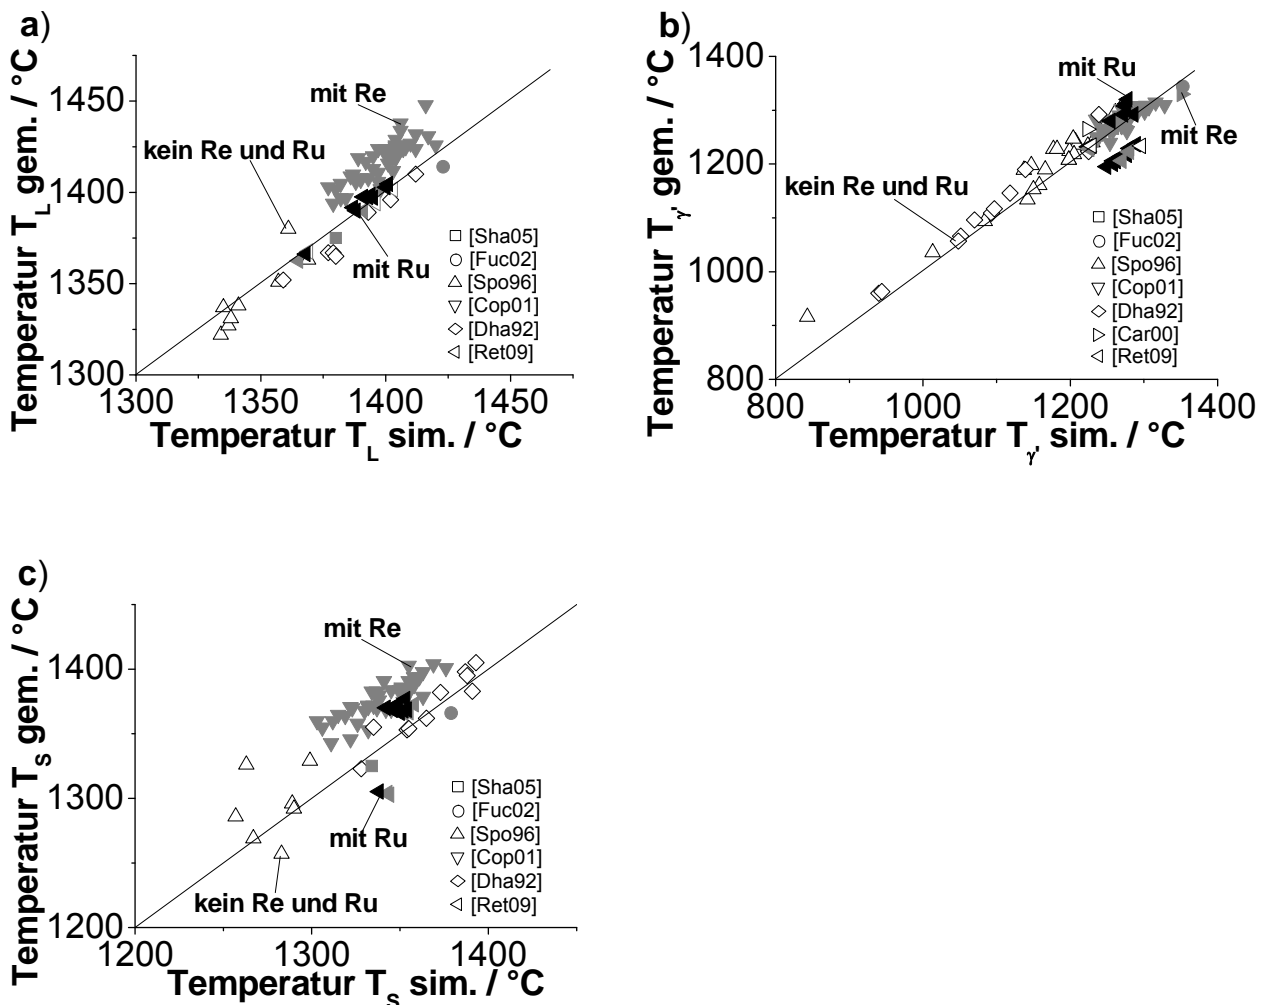 a)
Temperatur T_L gem. / °C
1450
1400
1350
1300
1300 1350 1400 1450
Temperatur T_L sim. / °C
mit Re
kein Re und Ru
mit Ru
[Sha05]
[Fuc02]
[Spo96]
[Cop01]
[Dha92]
[Ret09]
b)
Temperatur T_γ' gem. / °C
1400
1200
1000
800
800 1000 1200 1400
Temperatur T_γ' sim. / °C
mit Ru
mit Re
kein Re und Ru
[Sha05]
[Fuc02]
[Spo96]
[Cop01]
[Dha92]
[Car00]
[Ret09]
c)
Temperatur T_S gem. / °C
1400
1300
1200
1200 1300 1400
Temperatur T_S sim. / °C
mit Re
mit Ru
kein Re und Ru
[Sha05]
[Fuc02]
[Spo96]
[Cop01]
[Dha92]
[Ret09]